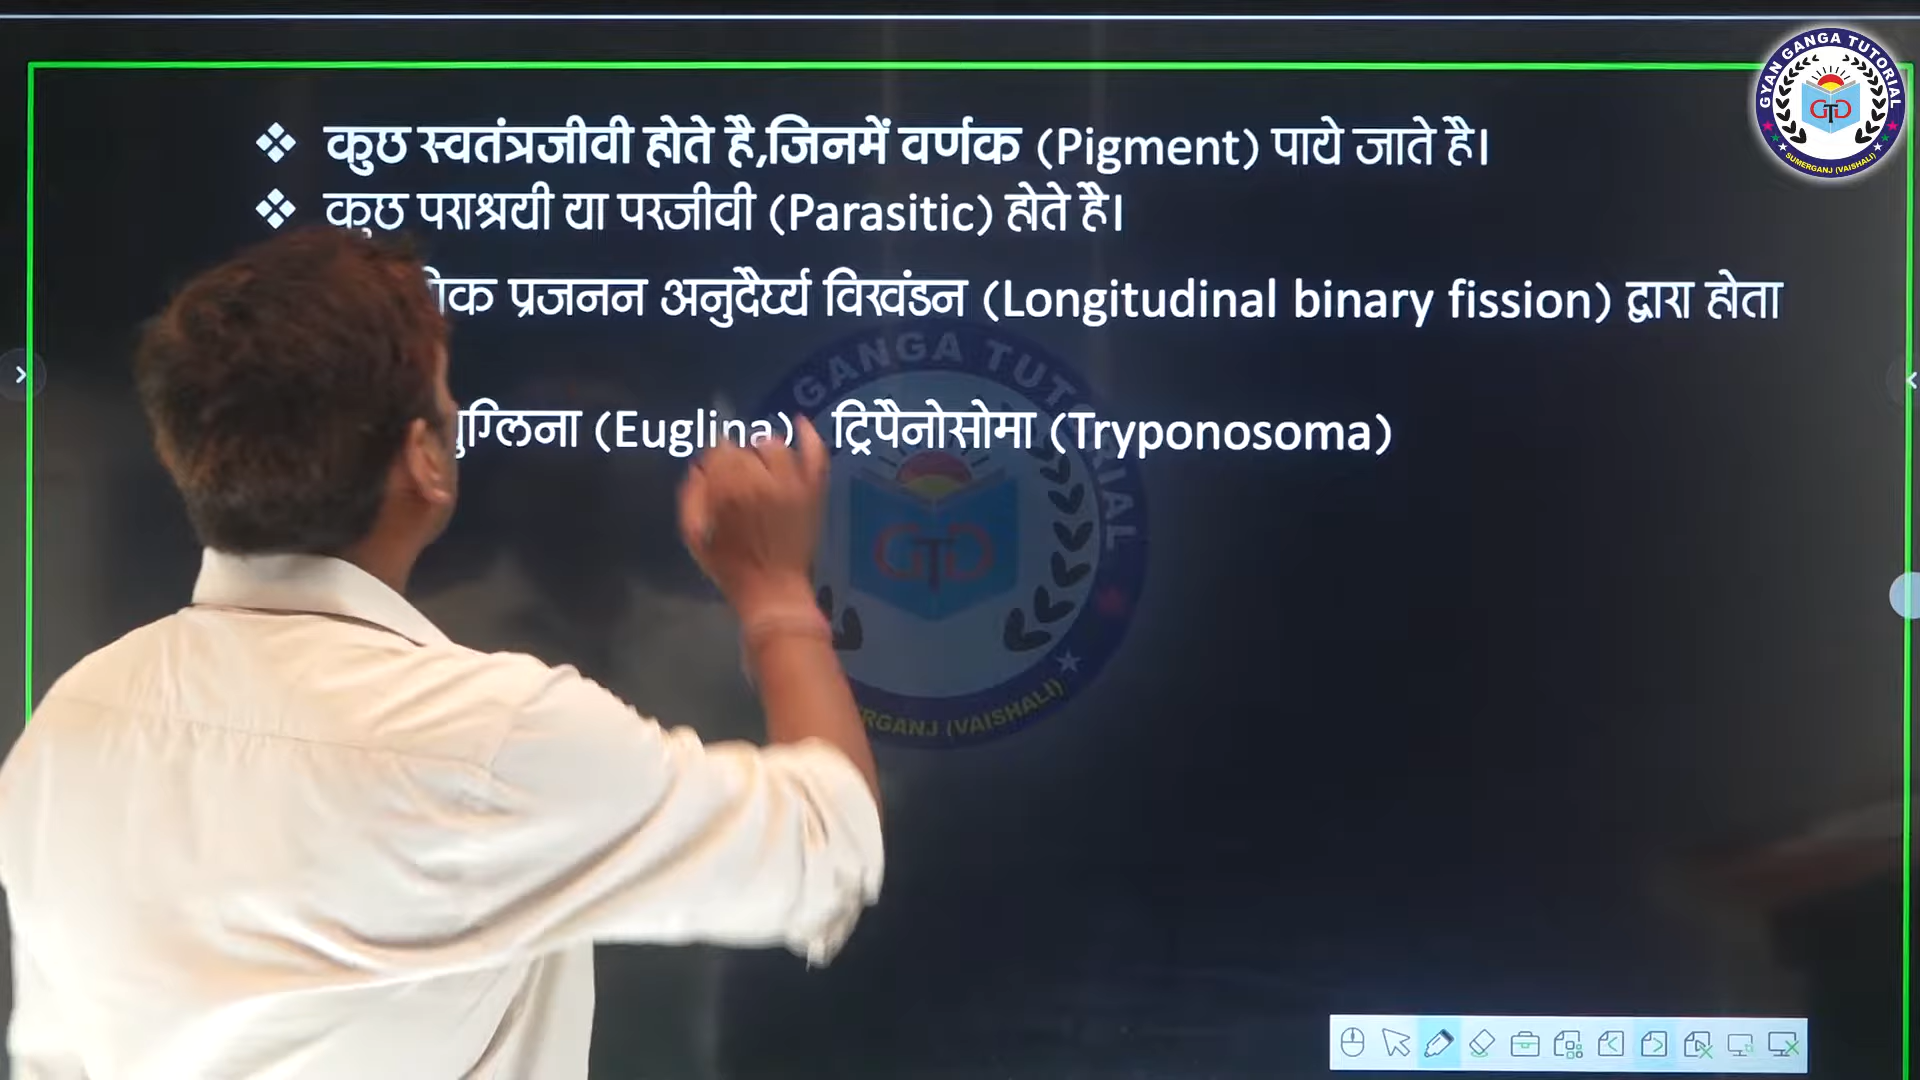 कुछ स्वतंत्रजीवी होते है,जिनमें वर्णक (Pigment) पाये जाते है।
कुछ पराश्रयी या परजीवी (Parasitic) होते है।
प्रजनन अनुदैर्घ्य विखंडन (Longitudinal binary fission) द्वारा होता
(Euglina) ट्रिपैनोसोमा (Tryponosoma)
GYAN GANGA TUTORIAL
GTD
SUMERGANJ (VAISHALI)
GANGA TUTORIAL
GTD
(VAISHALI)